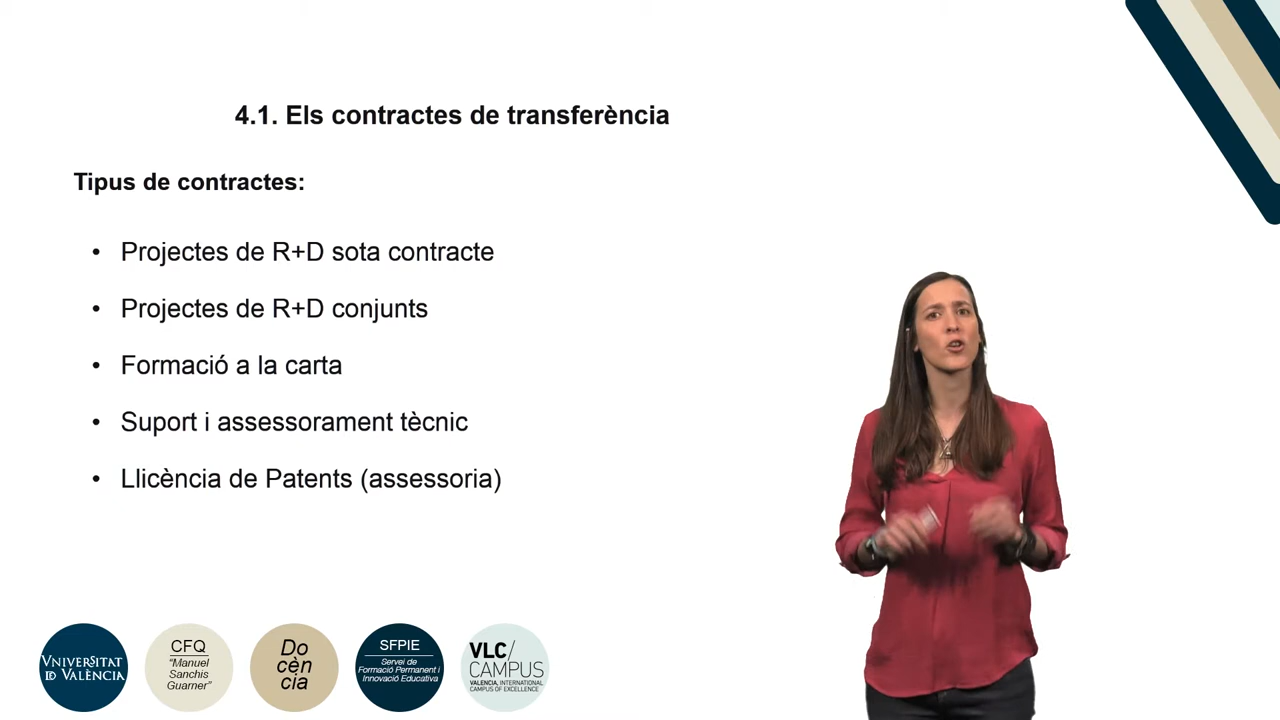 4.1. Els contractes de transferència
Tipus de contractes:
• Projectes de R+D sota contracte
• Projectes de R+D conjunts
• Formació a la carta
• Suport i assessorament tècnic
• Llicència de Patents (assessoria)
VNIVERSITAT
ID VALÈNCIA
CFQ
“Manuel
Sanchis
Guarner”
Do
cèn
cia
SFPIE
Servei de
Formació Permanent i
Innovació Educativa
VLC/
CAMPUS
VALENCIA, INTERNATIONAL
CAMPUS OF EXCELLENCE